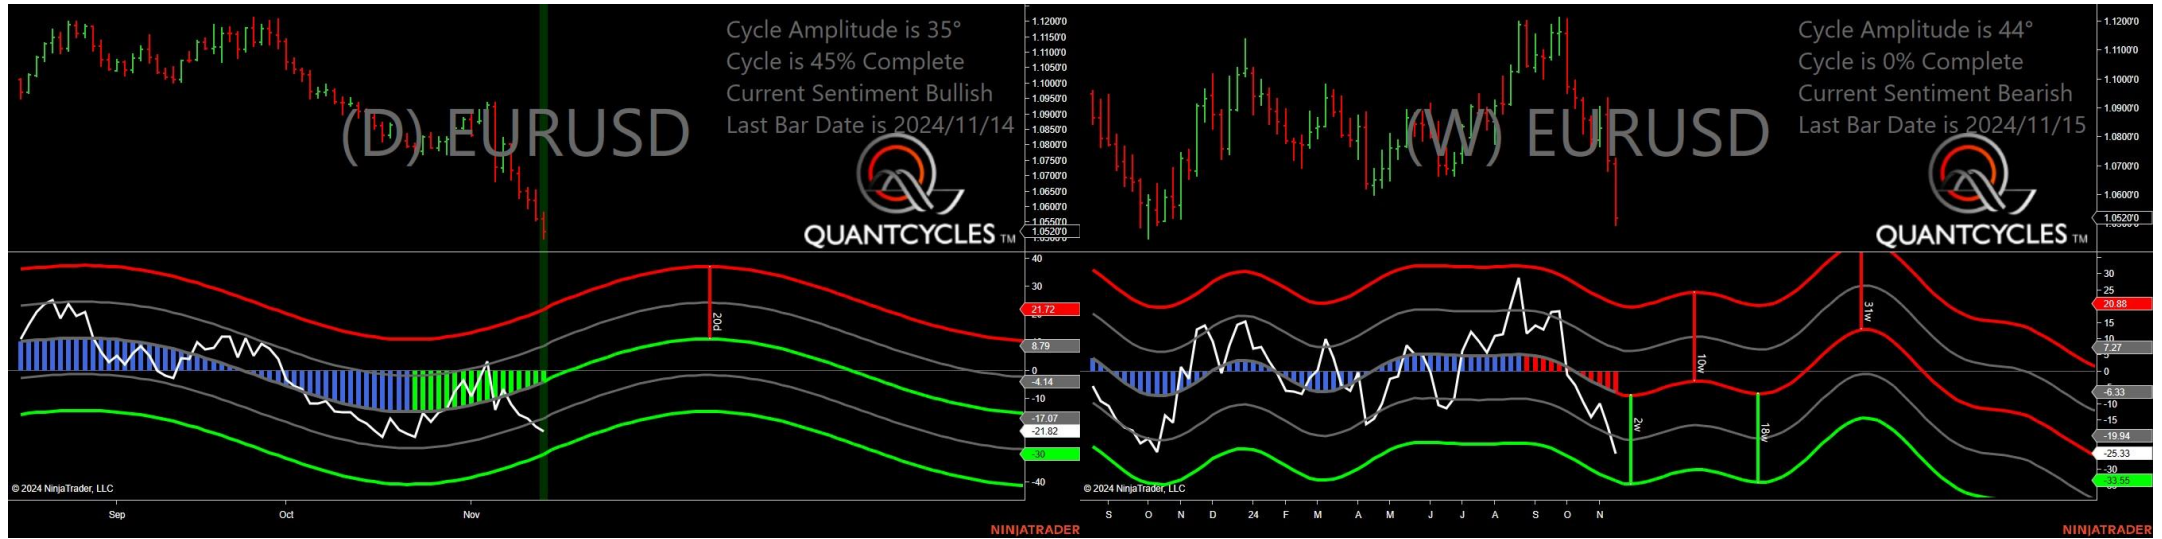 Cycle Amplitude is 35°
Cycle is 45% Complete
Current Sentiment Bullish
Last Bar Date is 2024/11/14
(D) EURUSD
QUANTCYCLES TM
1.1200'0
1.1150'0
1.1100'0
1.1050'0
1.1000'0
1.0950'0
1.0900'0
1.0850'0
1.0800'0
1.0750'0
1.0700'0
1.0650'0
1.0600'0
1.0550'0
1.0520'0
40
30
21.72
8.79
0
-4.14
-10
-17.07
-21.82
-30
-40
20d
© 2024 NinjaTrader, LLC
Sep Oct Nov
NINJATRADER
Cycle Amplitude is 44°
Cycle is 0% Complete
Current Sentiment Bearish
Last Bar Date is 2024/11/15
(W) EURUSD
QUANTCYCLES TM
1.1200'0
1.1100'0
1.1000'0
1.0900'0
1.0800'0
1.0700'0
1.0600'0
1.0520'0
30
25
20.88
15
10
7.27
5
0
-6.33
-10
-15
-19.94
-25.33
-30
-33.55
2w
10w
18w
31w
© 2024 NinjaTrader, LLC
S O N D 24 F M A M J J A S O N
NINJATRADER